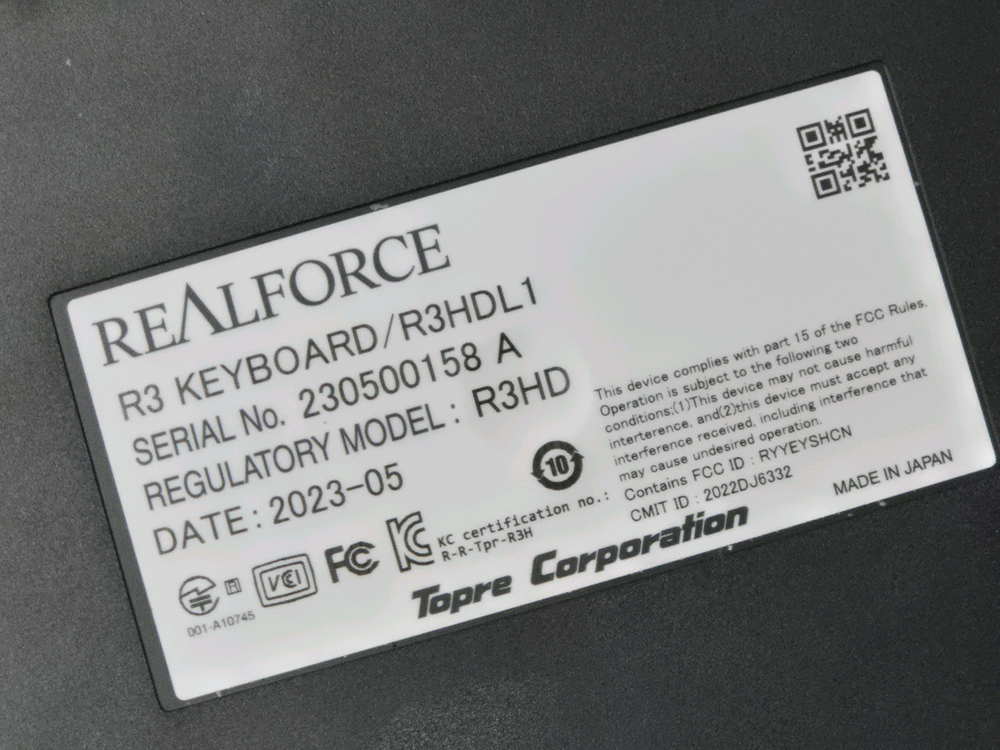 REALFORCE
R3 KEYBOARD/R3HDL1
SERIAL No. 230500158 A
REGULATORY MODEL : R3HD
DATE : 2023-05
10
This device complies with part 15 of the FCC Rules.
Operation is subject to the following two
conditions:(1)This device may not cause harmful
interterence, and(2)this device must accept any
interference received, including interference that
may cause undesired operation.
Contains FCC ID : RYYEYSHCN
CMIT ID : 2022DJ6332
MADE IN JAPAN
R
001-A10745
VCCI
FC
KC
KC certification no.:
R-R-Tpr-R3H
Topre Corporation